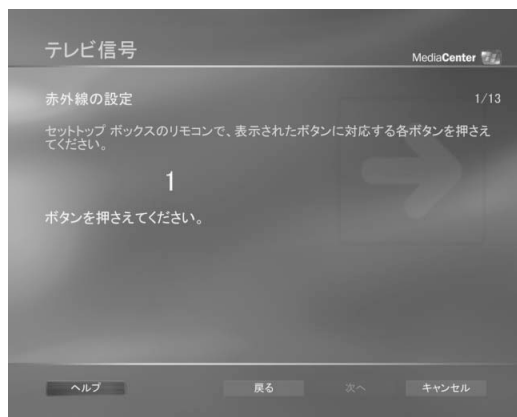 テレビ信号
MediaCenter
赤外線の設定
1/13
セットトップ ボックスのリモコンで、表示されたボタンに対応する各ボタンを押さえ
てください。
1
ボタンを押さえてください。
ヘルプ
戻る
次へ
キャンセル